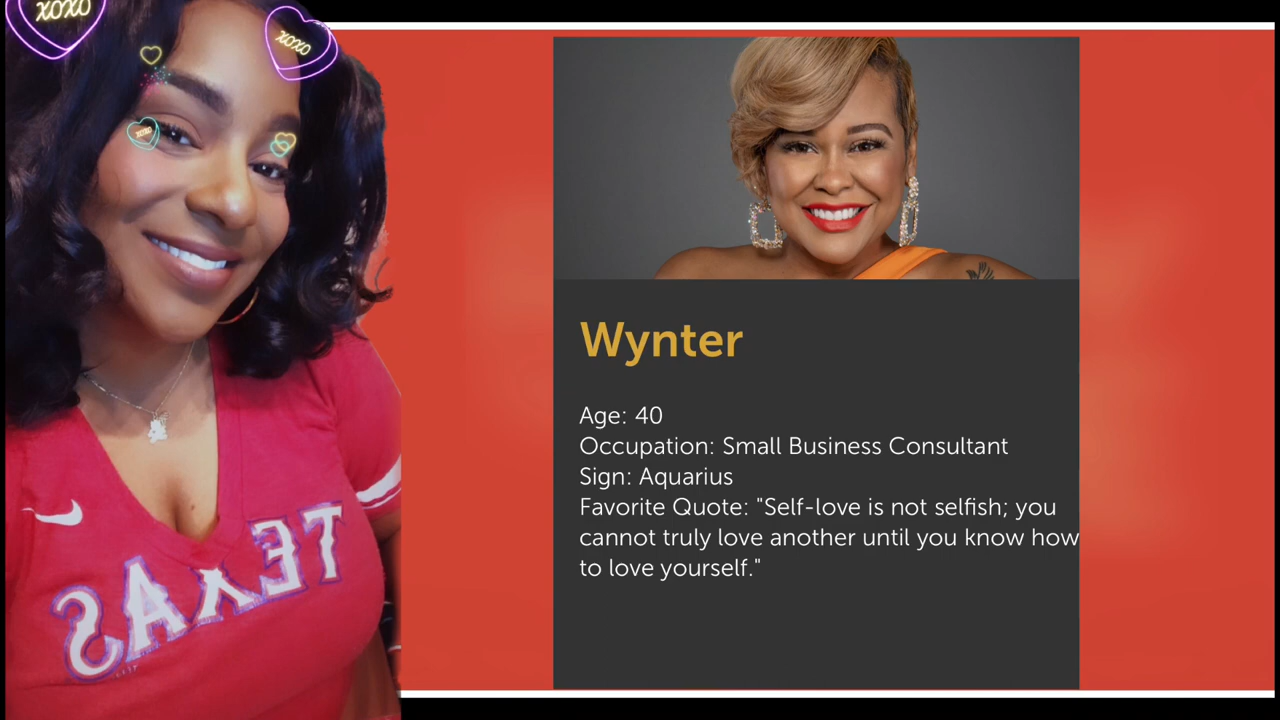 xoxo
xoxo
xoxo
TEXAS
Wynter
Age: 40
Occupation: Small Business Consultant
Sign: Aquarius
Favorite Quote: "Self-love is not selfish; you
cannot truly love another until you know how
to love yourself."